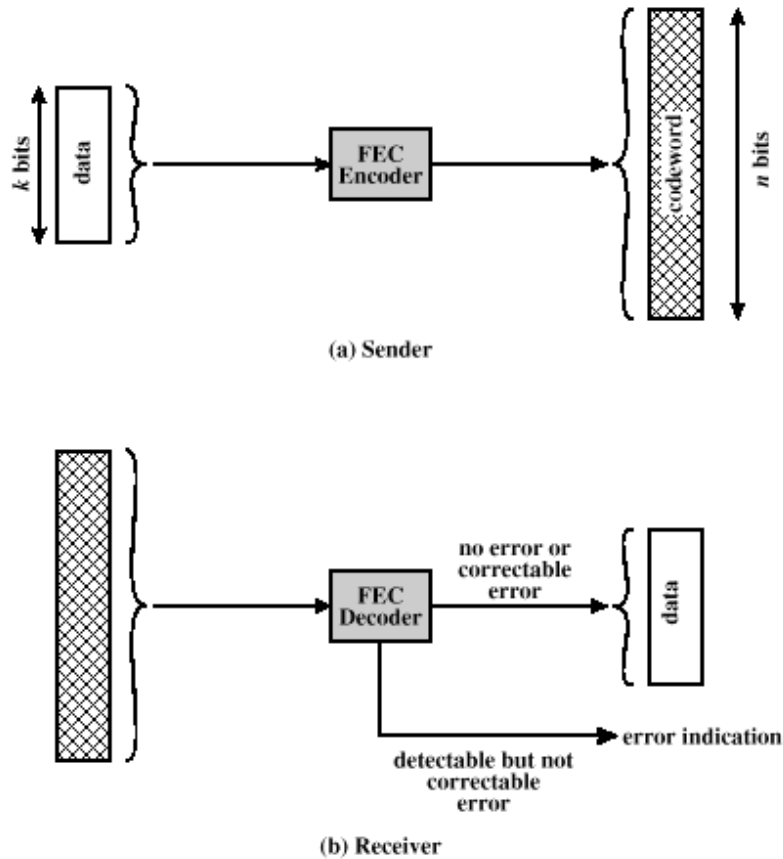 k bits
data
FEC
Encoder
codeword
n bits
(a) Sender
no error or
correctable
error
FEC
Decoder
data
error indication
detectable but not
correctable
error
(b) Receiver